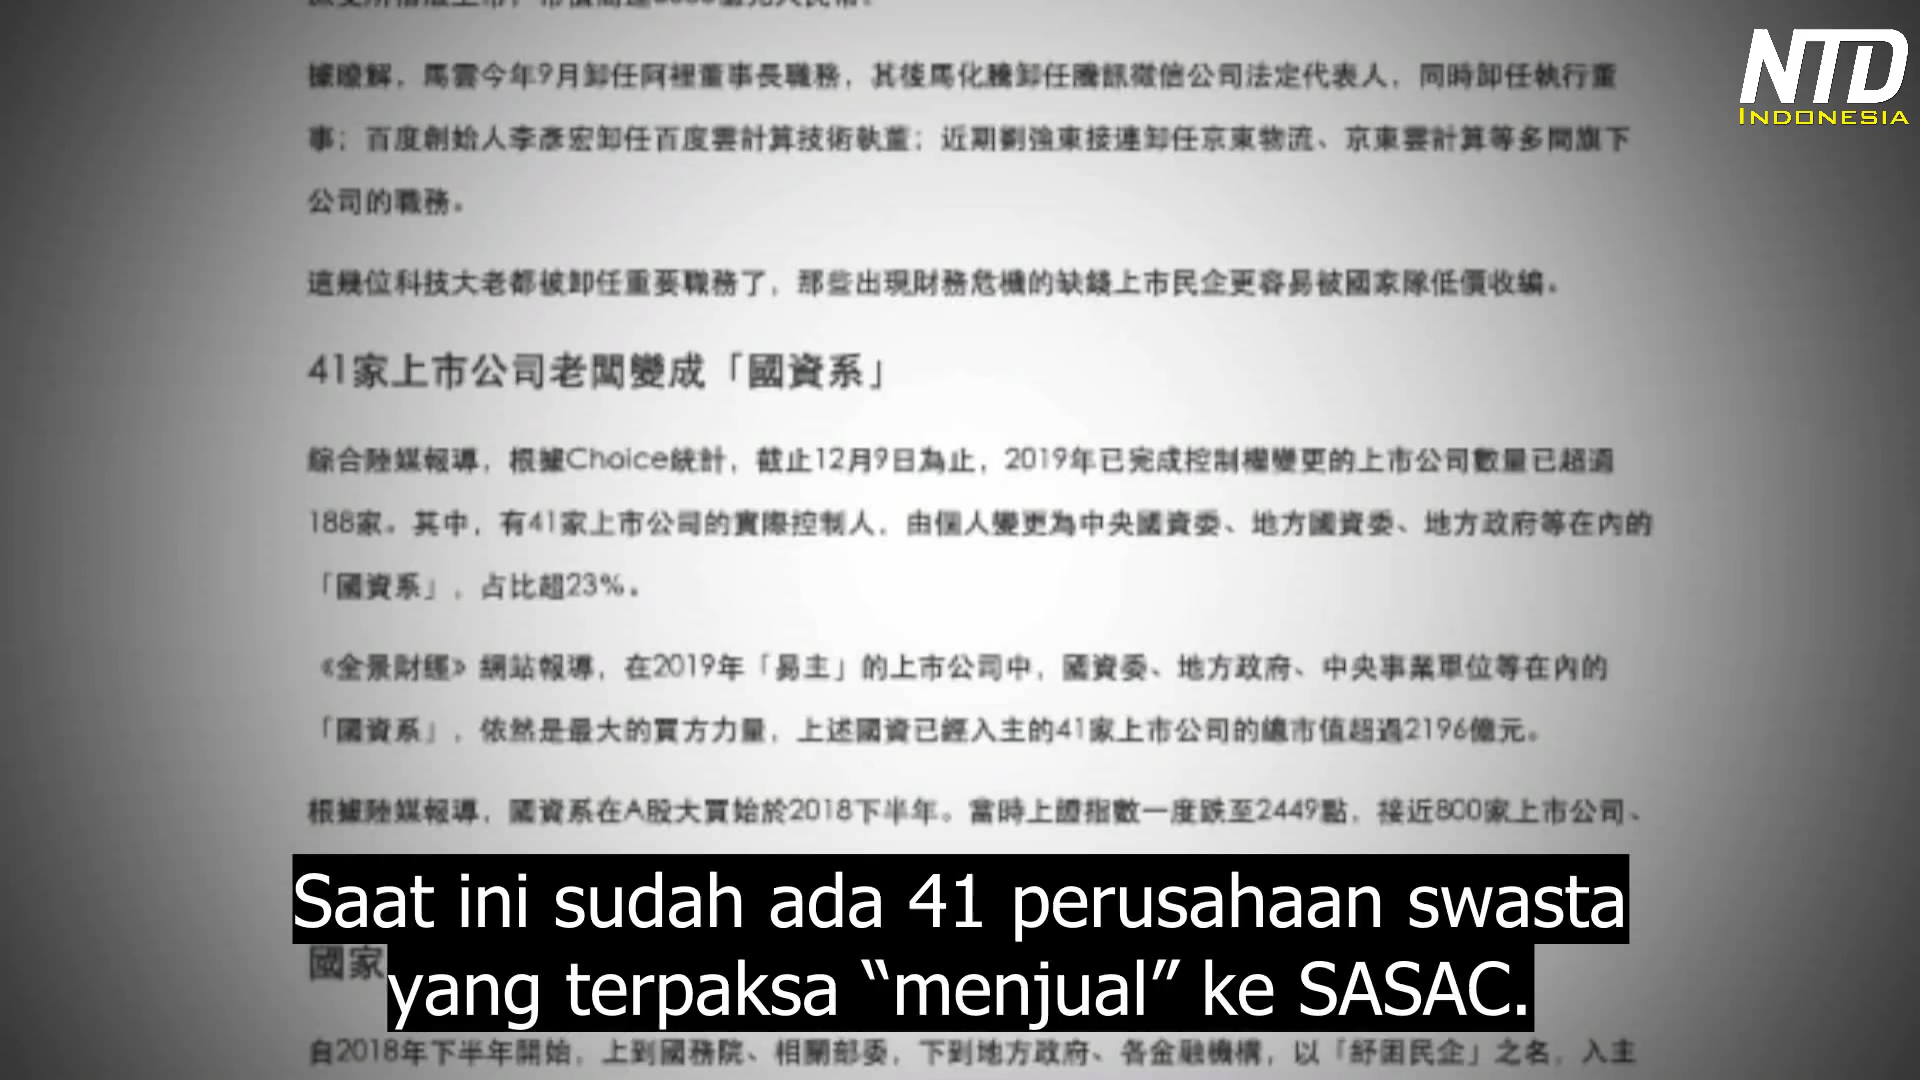 據瞭解，馬雲今年9月卸任阿裡董事長職務，其後馬化騰卸任騰訊徵信公司法定代表人，同時卸任執行董
事；百度創始人李彥宏卸任百度雲計算技術執董；近期劉強東接連卸任京東物流、京東雲計算等多間旗下
公司的職務。
這幾位科技大老都被卸任重要職務了，那些出現財務危機的缺錢上市民企更容易被國家隊低價收編。
41家上市公司老闆變成「國資系」
綜合陸媒報導，根據Choice統計，截止12月9日為止，2019年已完成控制權變更的上市公司數量已超過
188家。其中，有41家上市公司的實際控制人，由個人變更為中央國資委、地方國資委、地方政府等在內的
「國資系」，占比超23%。
《全景財經》網站報導，在2019年「易主」的上市公司中，國資委、地方政府、中央事業單位等在內的
「國資系」，依然是最大的買方力量，上述國資已經入主的41家上市公司的總市值超過2196億元。
根據陸媒報導，國資系在A股大買始於2018下半年。當時上證指數一度跌至2449點，接近800家上市公司、
國家
自2018年下半年開始，上到國務院、相關部委，下到地方政府、各金融機構，以「紓困民企」之名，入主
Saat ini sudah ada 41 perusahaan swasta
yang terpaksa “menjual” ke SASAC.
NTD
INDONESIA